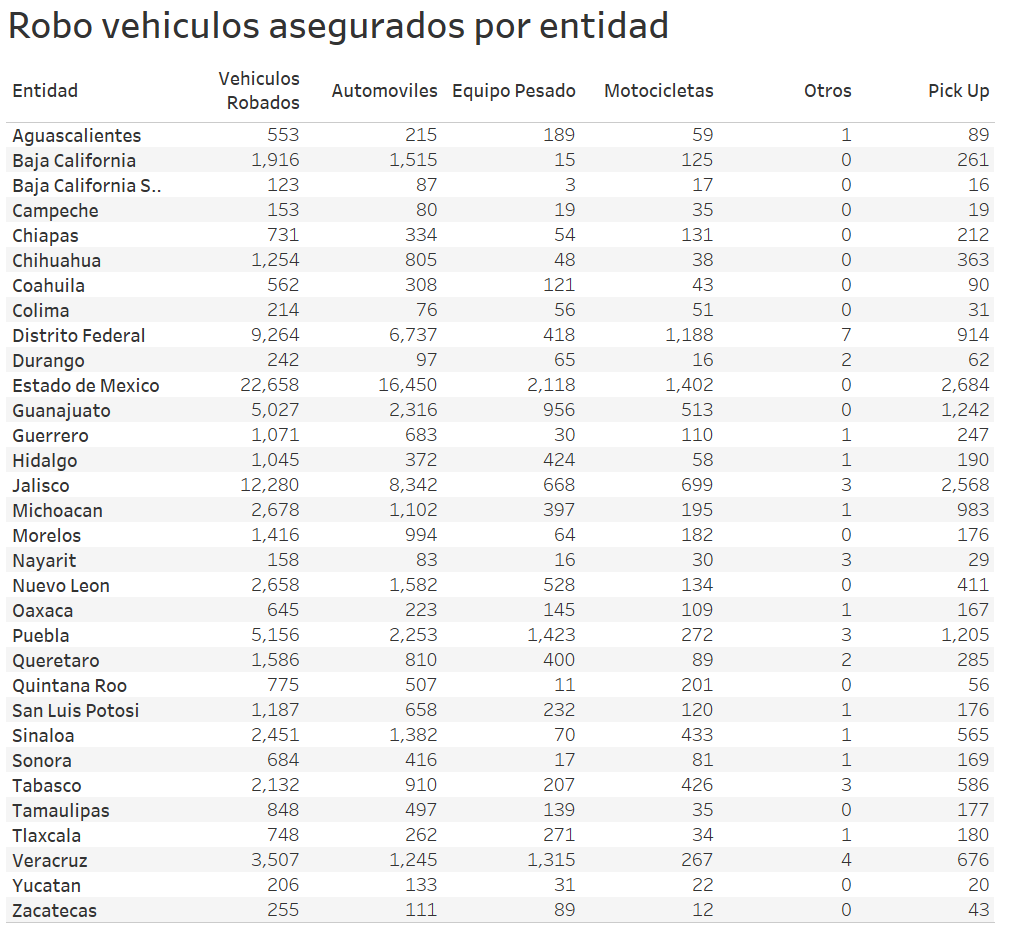 Robo vehiculos asegurados por entidad
Entidad Vehiculos Robados Automoviles Equipo Pesado Motocicletas Otros Pick Up
Aguascalientes 553 215 189 59 1 89
Baja California 1,916 1,515 15 125 0 261
Baja California S.. 123 87 3 17 0 16
Campeche 153 80 19 35 0 19
Chiapas 731 334 54 131 0 212
Chihuahua 1,254 805 48 38 0 363
Coahuila 562 308 121 43 0 90
Colima 214 76 56 51 0 31
Distrito Federal 9,264 6,737 418 1,188 7 914
Durango 242 97 65 16 2 62
Estado de Mexico 22,658 16,450 2,118 1,402 0 2,684
Guanajuato 5,027 2,316 956 513 0 1,242
Guerrero 1,071 683 30 110 1 247
Hidalgo 1,045 372 424 58 1 190
Jalisco 12,280 8,342 668 699 3 2,568
Michoacan 2,678 1,102 397 195 1 983
Morelos 1,416 994 64 182 0 176
Nayarit 158 83 16 30 3 29
Nuevo Leon 2,658 1,582 528 134 0 411
Oaxaca 645 223 145 109 1 167
Puebla 5,156 2,253 1,423 272 3 1,205
Queretaro 1,586 810 400 89 2 285
Quintana Roo 775 507 11 201 0 56
San Luis Potosi 1,187 658 232 120 1 176
Sinaloa 2,451 1,382 70 433 1 565
Sonora 684 416 17 81 1 169
Tabasco 2,132 910 207 426 3 586
Tamaulipas 848 497 139 35 0 177
Tlaxcala 748 262 271 34 1 180
Veracruz 3,507 1,245 1,315 267 4 676
Yucatan 206 133 31 22 0 20
Zacatecas 255 111 89 12 0 43